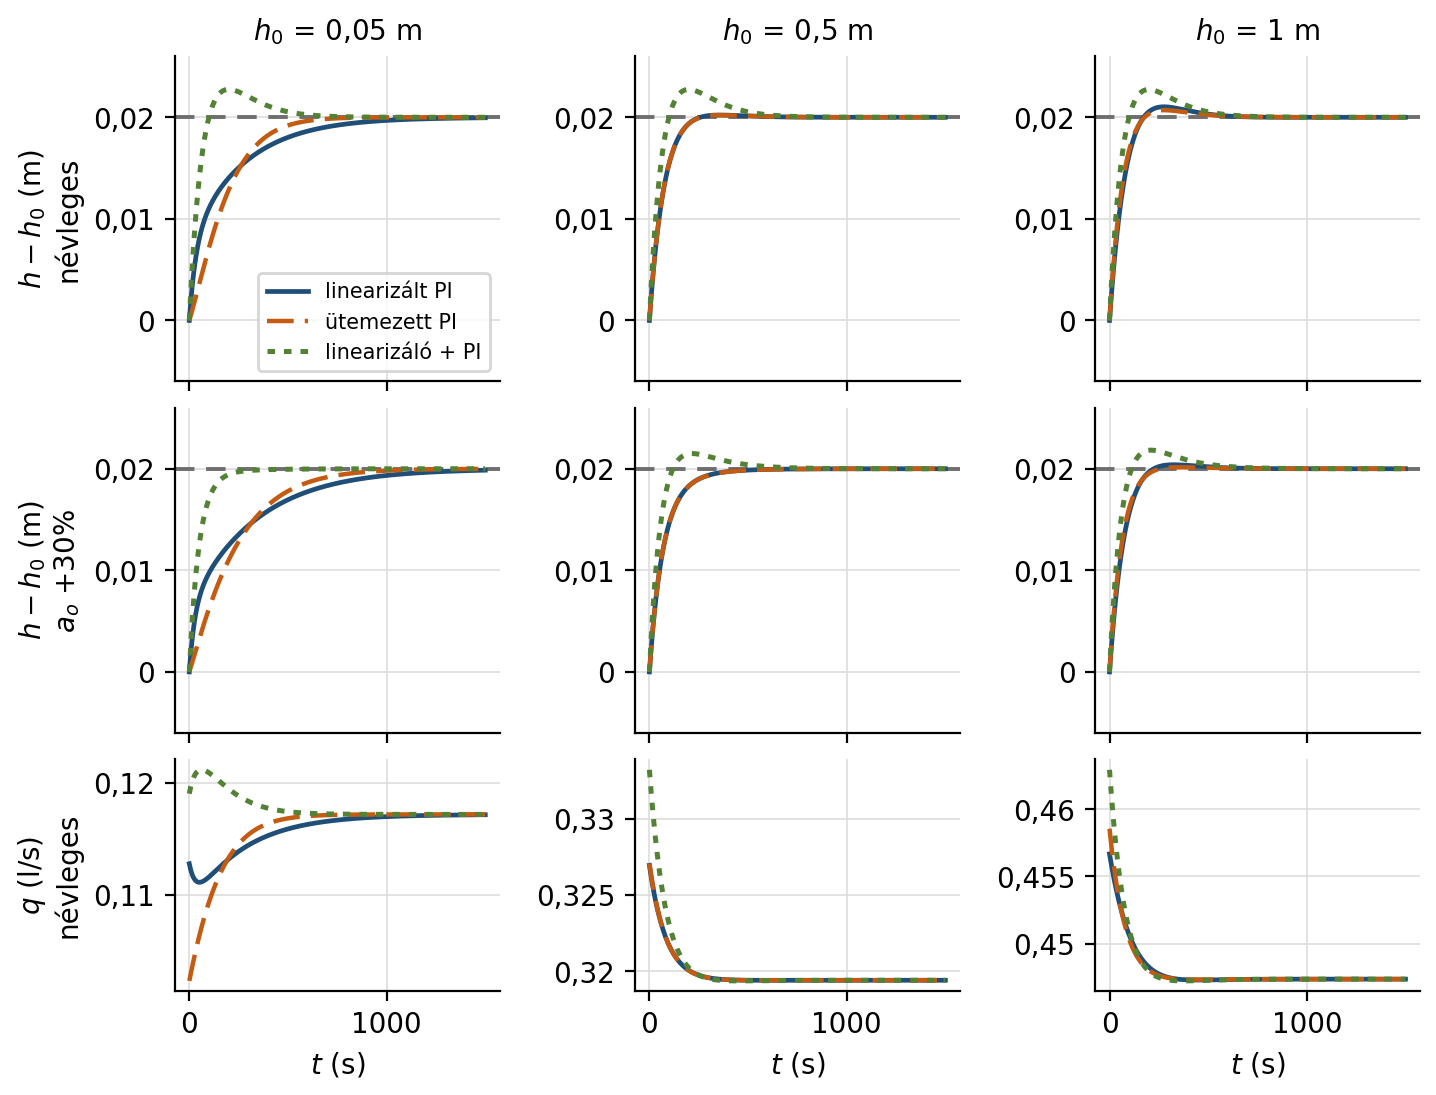 h₀ = 0,05 m
h₀ = 0,5 m
h₀ = 1 m
h − h₀ (m)
névleges
0,02
0,01
0
linearizált PI
ütemezett PI
linearizáló + PI
0,02
0,01
0
0,02
0,01
0
h − h₀ (m)
aₒ +30%
0,02
0,01
0
0,02
0,01
0
0,02
0,01
0
q (l/s)
névleges
0,12
0,11
0
1000
t (s)
0,33
0,325
0,32
0
1000
t (s)
0,46
0,455
0,45
0
1000
t (s)